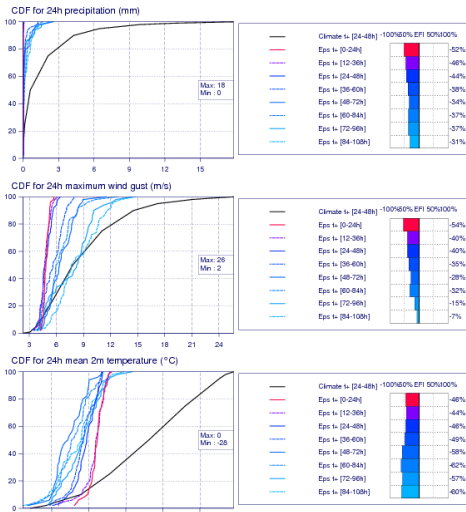 CDF for 24h precipitation (mm)
100
80
60
40
20
0
0 3 6 9 12 15
Max: 18
Min : 0
Climate t+ [24-48h] -100%50% EFI 50%100%
Eps t+ [0-24h] -52%
Eps t+ [12-36h] -46%
Eps t+ [24-48h] -44%
Eps t+ [36-60h] -38%
Eps t+ [48-72h] -34%
Eps t+ [60-84h] -37%
Eps t+ [72-96h] -37%
Eps t+ [84-108h] -31%
CDF for 24h maximum wind gust (m/s)
100
80
60
40
20
0
3 6 9 12 15 18 21 24
Max: 26
Min : 2
Climate t+ [24-48h] -100%50% EFI 50%100%
Eps t+ [0-24h] -54%
Eps t+ [12-36h] -40%
Eps t+ [24-48h] -40%
Eps t+ [36-60h] -35%
Eps t+ [48-72h] -28%
Eps t+ [60-84h] -32%
Eps t+ [72-96h] -15%
Eps t+ [84-108h] -7%
CDF for 24h mean 2m temperature (°C)
100
80
60
40
20
0
Max: 0
Min : -28
Climate t+ [24-48h] -100%50% EFI 50%100%
Eps t+ [0-24h] -46%
Eps t+ [12-36h] -44%
Eps t+ [24-48h] -46%
Eps t+ [36-60h] -49%
Eps t+ [48-72h] -58%
Eps t+ [60-84h] -62%
Eps t+ [72-96h] -57%
Eps t+ [84-108h] -60%